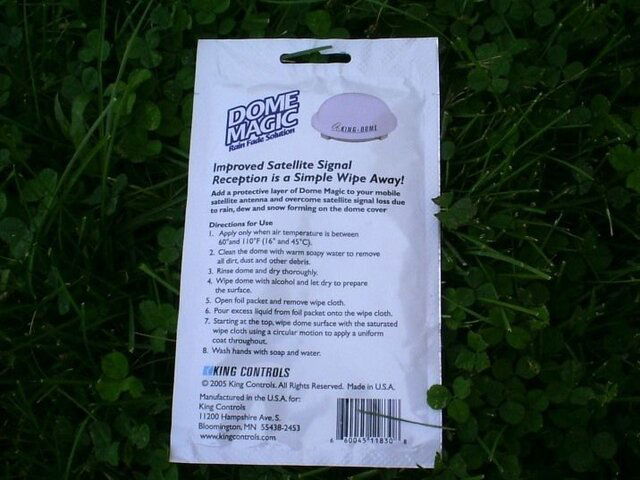 DOME
MAGIC
Rain Fade Solution
KING-DOME
Improved Satellite Signal
Reception is a Simple Wipe Away!
Add a protective layer of Dome Magic to your mobile
satellite antenna and overcome satellite signal loss due
to rain, dew and snow forming on the dome cover
Directions for Use
1. Apply only when air temperature is between
60° and 110°F (16° and 45°C).
2. Clean the dome with warm soapy water to remove
all dirt, dust and other debris.
3. Rinse dome and dry thoroughly.
4. Wipe dome with alcohol and let dry to prepare
the surface.
5. Open foil packet and remove wipe cloth.
6. Pour excess liquid from foil packet onto the wipe cloth.
7. Starting at the top, wipe dome surface with the saturated
wipe cloth using a circular motion to apply a uniform
coat throughout.
8. Wash hands with soap and water.
KING CONTROLS
© 2005 King Controls. All Rights Reserved. Made in U.S.A.
Manufactured in the U.S.A. for:
King Controls
11200 Hampshire Ave. S.
Bloomington, MN 55438-2453
www.kingcontrols.com
6 60045 11830 8